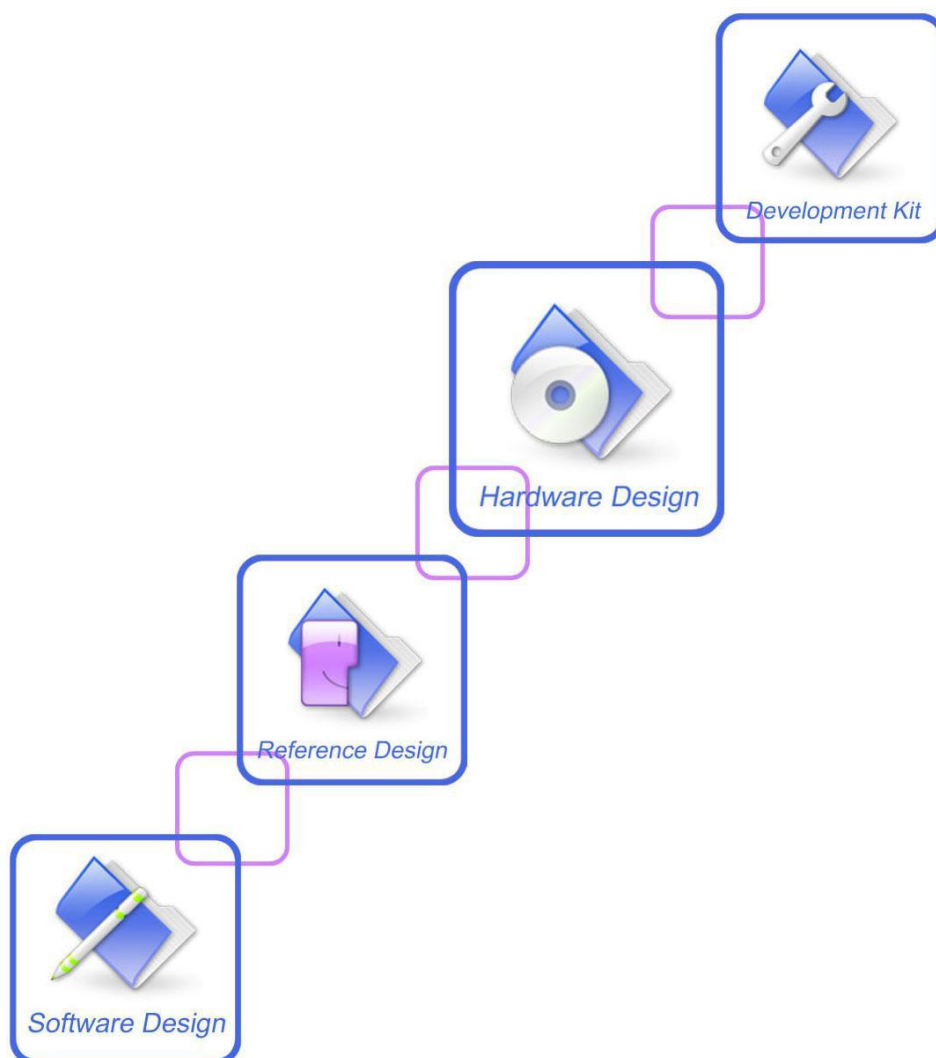 Development Kit
Hardware Design
Reference Design
Software Design